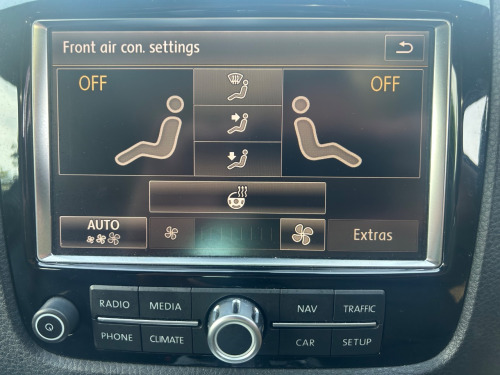 Front air con. settings
OFF
OFF
AUTO
Extras
RADIO MEDIA NAV TRAFFIC
PHONE CLIMATE CAR SETUP